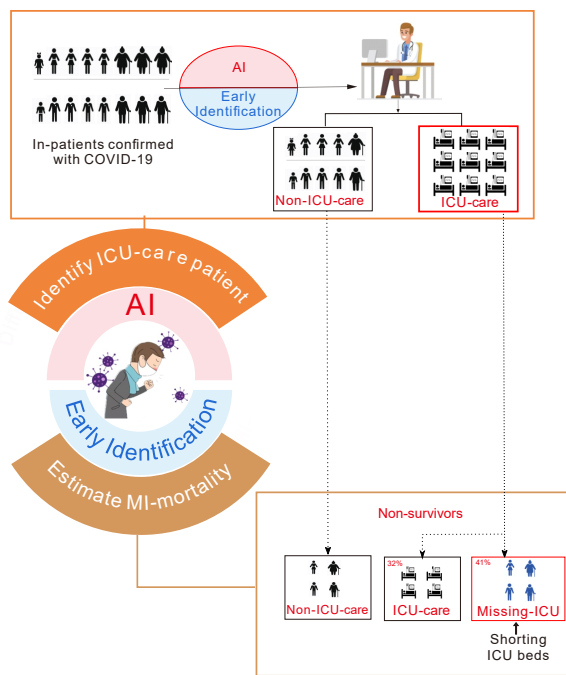 AI
Early
Identification
In-patients confirmed
with COVID-19
Non-ICU-care
ICU-care
Identify ICU-care patient
AI
Early Identification
Estimate MI-mortality
Non-survivors
32%
41%
Non-ICU-care
ICU-care
Missing-ICU
Shorting
ICU beds